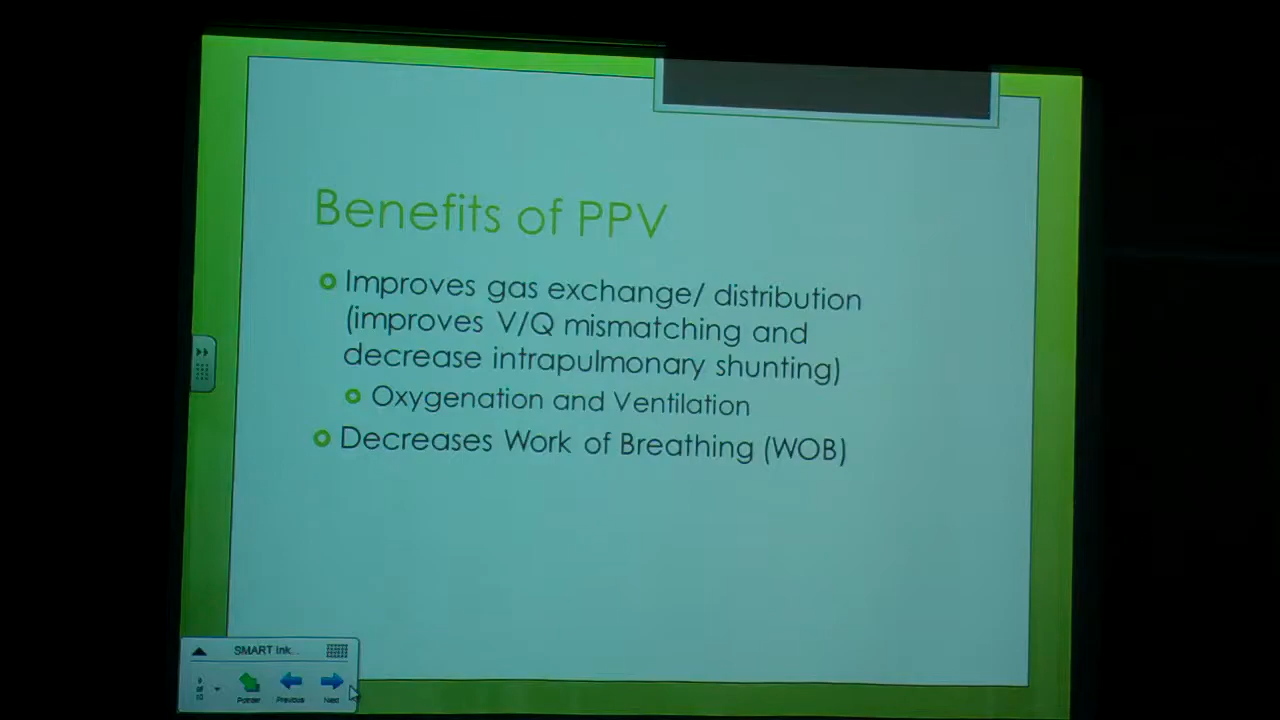 Benefits of PPV
Improves gas exchange/ distribution
(improves V/Q mismatching and
decrease intrapulmonary shunting)
Oxygenation and Ventilation
Decreases Work of Breathing (WOB)
SMART Ink...
Pointer Previous Next